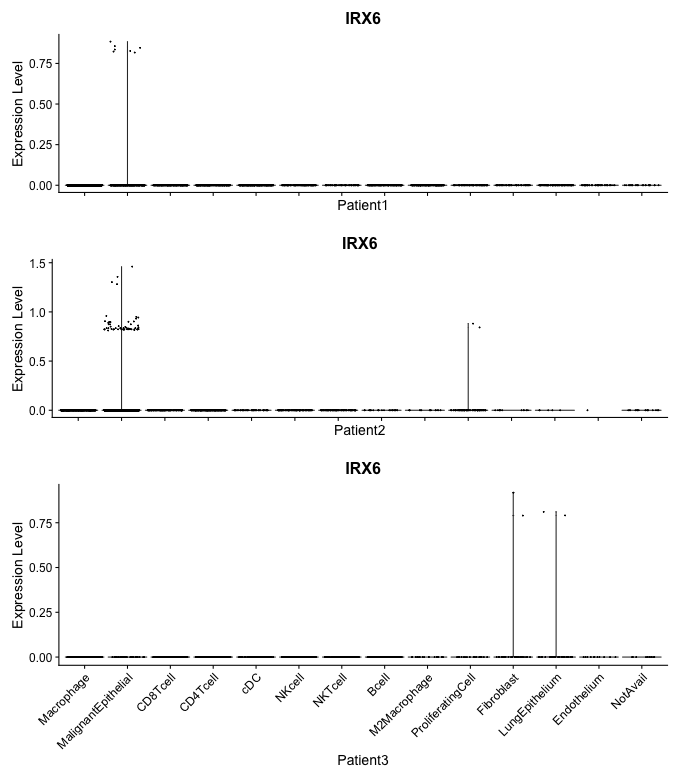 IRX6
Expression Level
0.75
0.50
0.25
0.00
Patient1
IRX6
Expression Level
1.5
1.0
0.5
0.0
Patient2
IRX6
Expression Level
0.75
0.50
0.25
0.00
Macrophage
MalignantEpithelial
CD8Tcell
CD4Tcell
cDC
NKcell
NKTcell
Bcell
M2Macrophage
ProliferatingCell
Fibroblast
LungEpithelium
Endothelium
NotAvail
Patient3